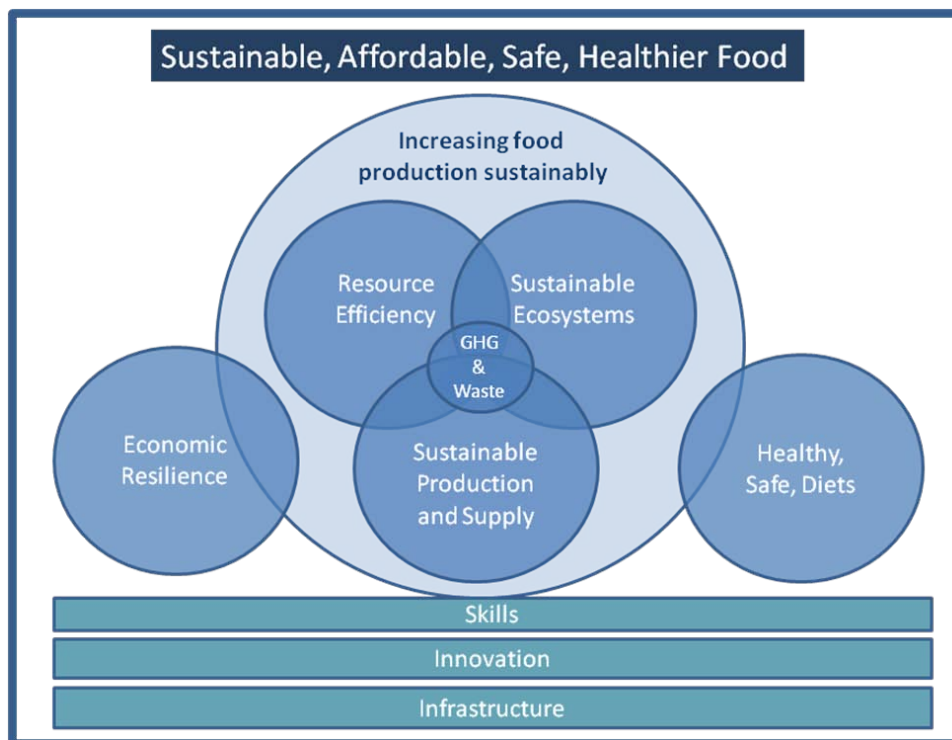 Sustainable, Affordable, Safe, Healthier Food
Increasing food
production sustainably
Resource
Efficiency
Sustainable
Ecosystems
GHG
&
Waste
Economic
Resilience
Sustainable
Production
and Supply
Healthy,
Safe, Diets
Skills
Innovation
Infrastructure